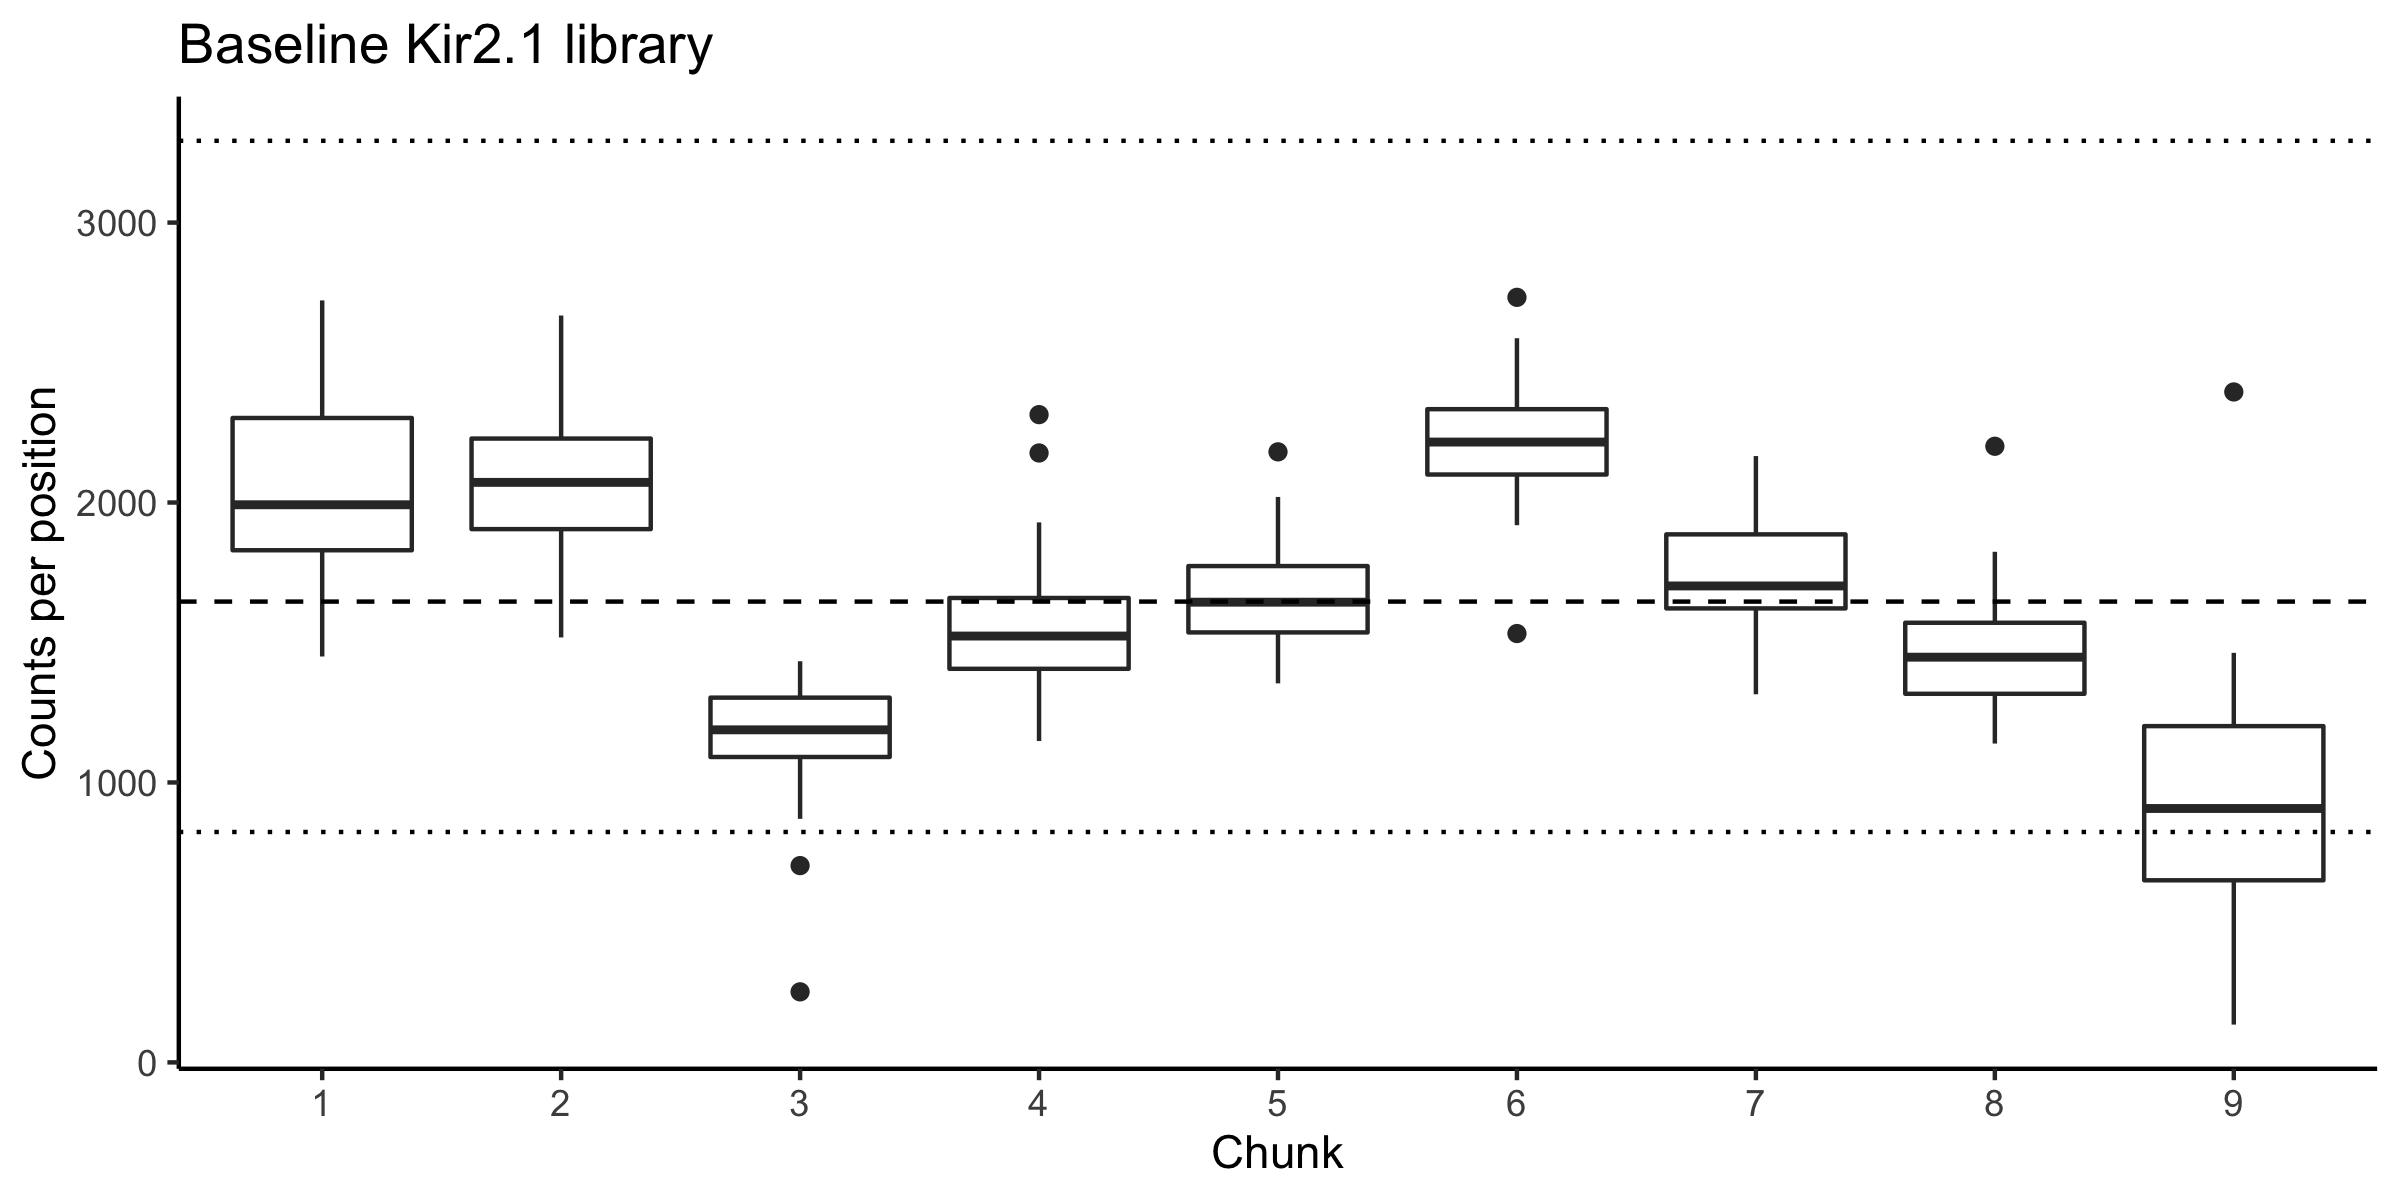 Baseline Kir2.1 library
Counts per position
3000
2000
1000
0
1 2 3 4 5 6 7 8 9
Chunk